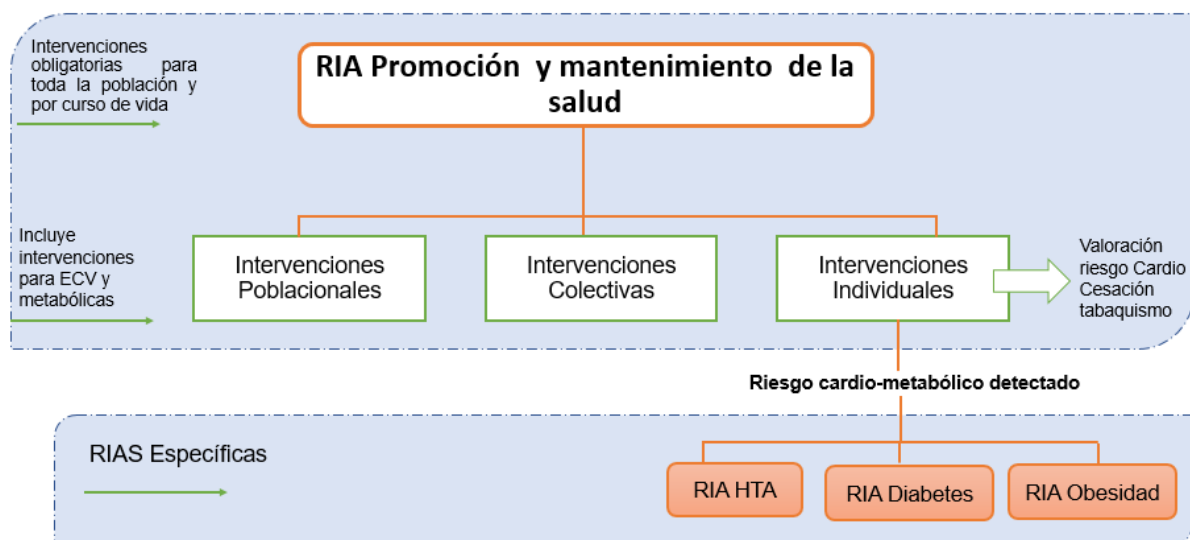 Intervenciones
obligatorias para
toda la población y
por curso de vida
RIA Promoción y mantenimiento de la
salud
Incluye
intervenciones
para ECV y
metabólicas
Intervenciones
Poblacionales
Intervenciones
Colectivas
Intervenciones
Individuales
Valoración
riesgo Cardio
Cesación
tabaquismo
Riesgo cardio-metabólico detectado
RIAS Específicas
RIA HTA
RIA Diabetes
RIA Obesidad